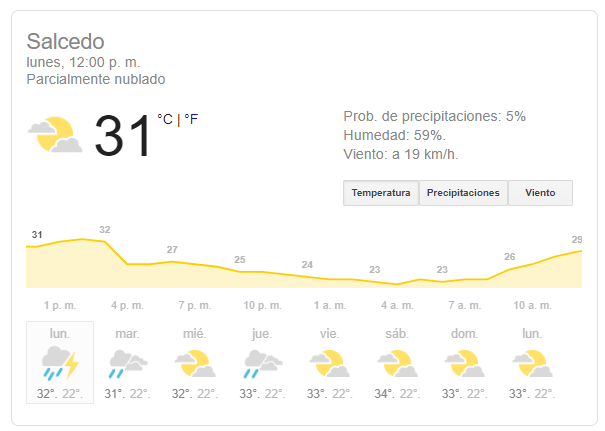 Salcedo
lunes, 12:00 p. m.
Parcialmente nublado
31 °C | °F
Prob. de precipitaciones: 5%
Humedad: 59%.
Viento: a 19 km/h.
Temperatura Precipitaciones Viento
31 32 27 25 24 23 23 26 29
1 p. m. 4 p. m. 7 p. m. 10 p. m. 1 a. m. 4 a. m. 7 a. m. 10 a. m.
lun. mar. mié. jue. vie. sáb. dom. lun.
32°. 22°. 31°. 22°. 32°. 22°. 33°. 22°. 33°. 22°. 34°. 22°. 33°. 22°. 33°. 22°.